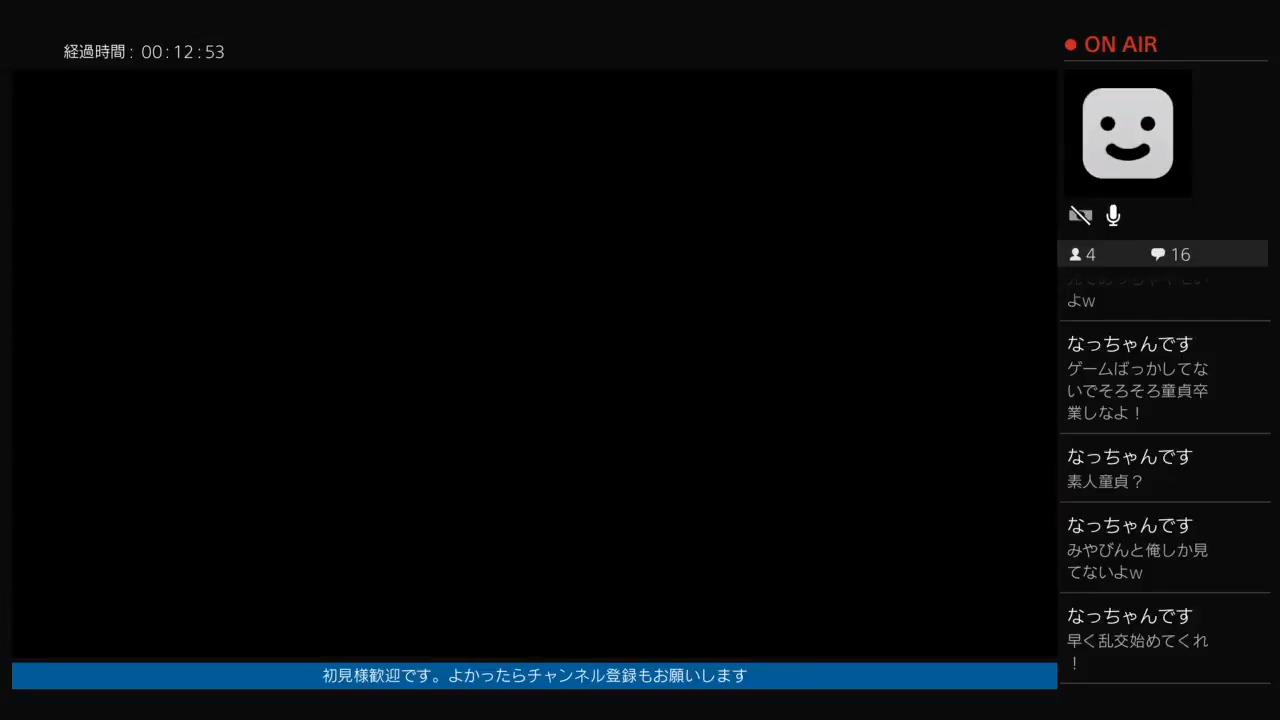 経過時間 : 00 : 12 : 53
ON AIR
4
16
よw
なっちゃんです
ゲームばっかしてな
いでそろそろ童貞卒
業しなよ！
なっちゃんです
素人童貞？
なっちゃんです
みやびんと俺しか見
てないよw
なっちゃんです
早く乱交始めてくれ
！
初見様歓迎です。よかったらチャンネル登録もお願いします